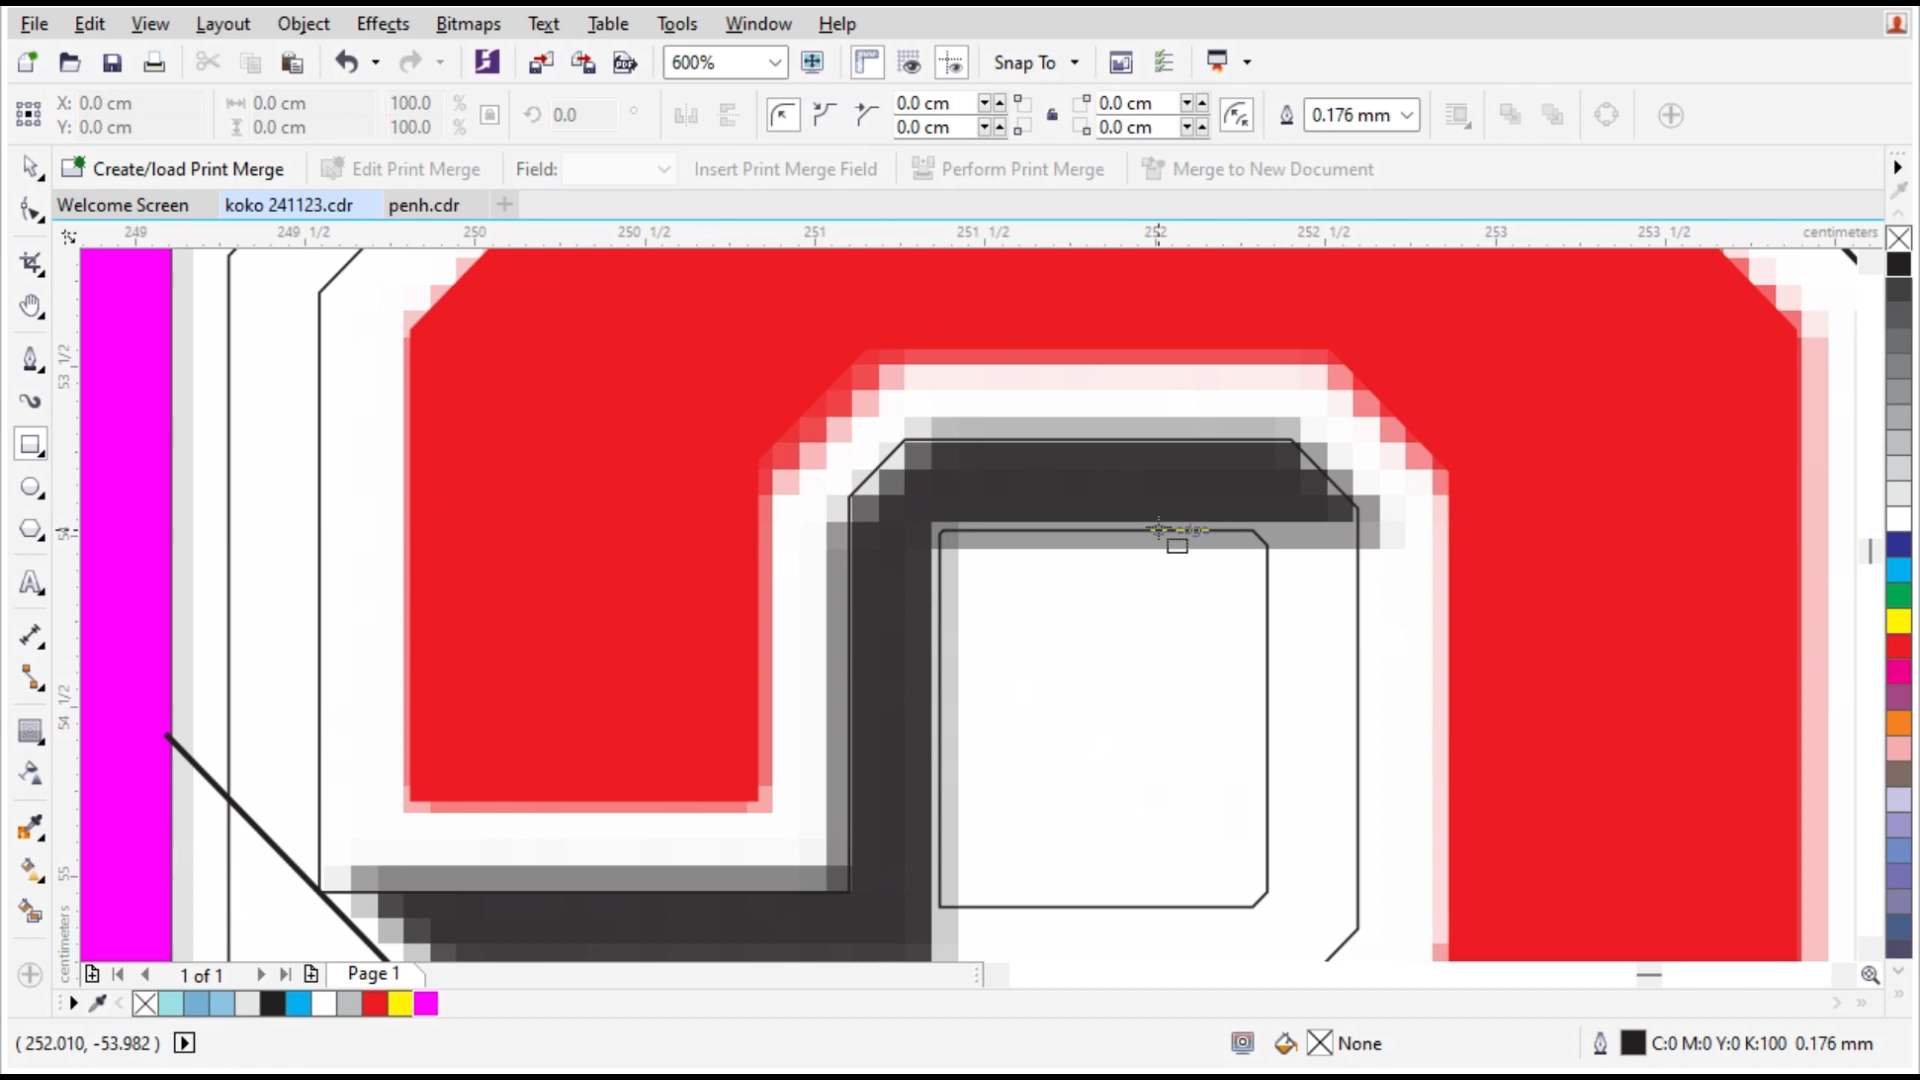 File Edit View Layout Object Effects Bitmaps Text Table Tools Window Help
600% Snap To
X: 0.0 cm 0.0 cm 100.0 % 0.0 ° 0.0 cm 0.0 cm 0.176 mm
Y: 0.0 cm 0.0 cm 100.0 % 0.0 cm 0.0 cm
Create/load Print Merge Edit Print Merge Field: Insert Print Merge Field Perform Print Merge Merge to New Document
Welcome Screen koko 241123.cdr penh.cdr
249 249 1/2 250 250 1/2 251 251 1/2 252 252 1/2 253 253 1/2 centimeters
53 1/2
54
54 1/2
55
centimeters
1 of 1 Page 1
( 252.010, -53.982 ) None C:0 M:0 Y:0 K:100 0.176 mm